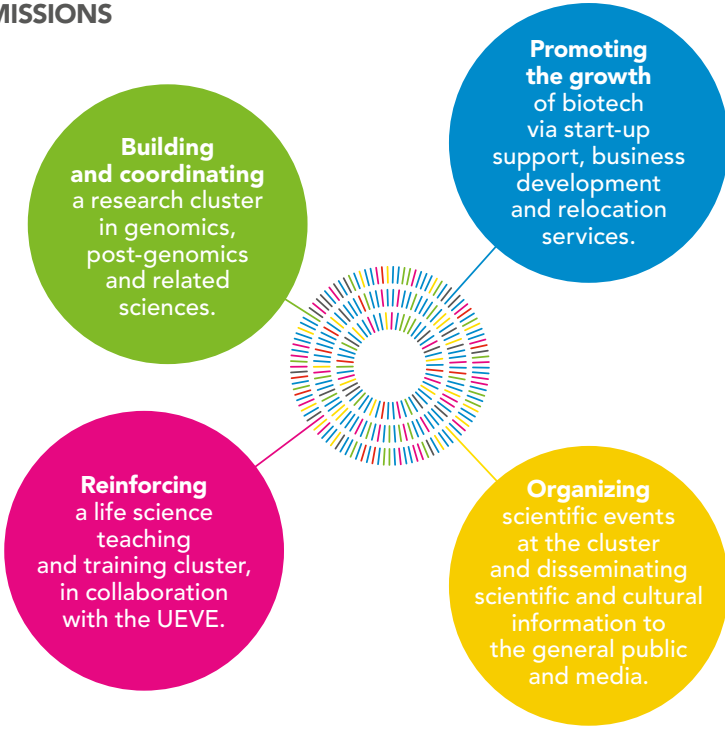 MISSIONS
Building
and coordinating
a research cluster
in genomics,
post-genomics
and related
sciences.
Promoting
the growth
of biotech
via start-up
support, business
development
and relocation
services.
Reinforcing
a life science
teaching
and training cluster,
in collaboration
with the UEVE.
Organizing
scientific events
at the cluster
and disseminating
scientific and cultural
information to
the general public
and media.